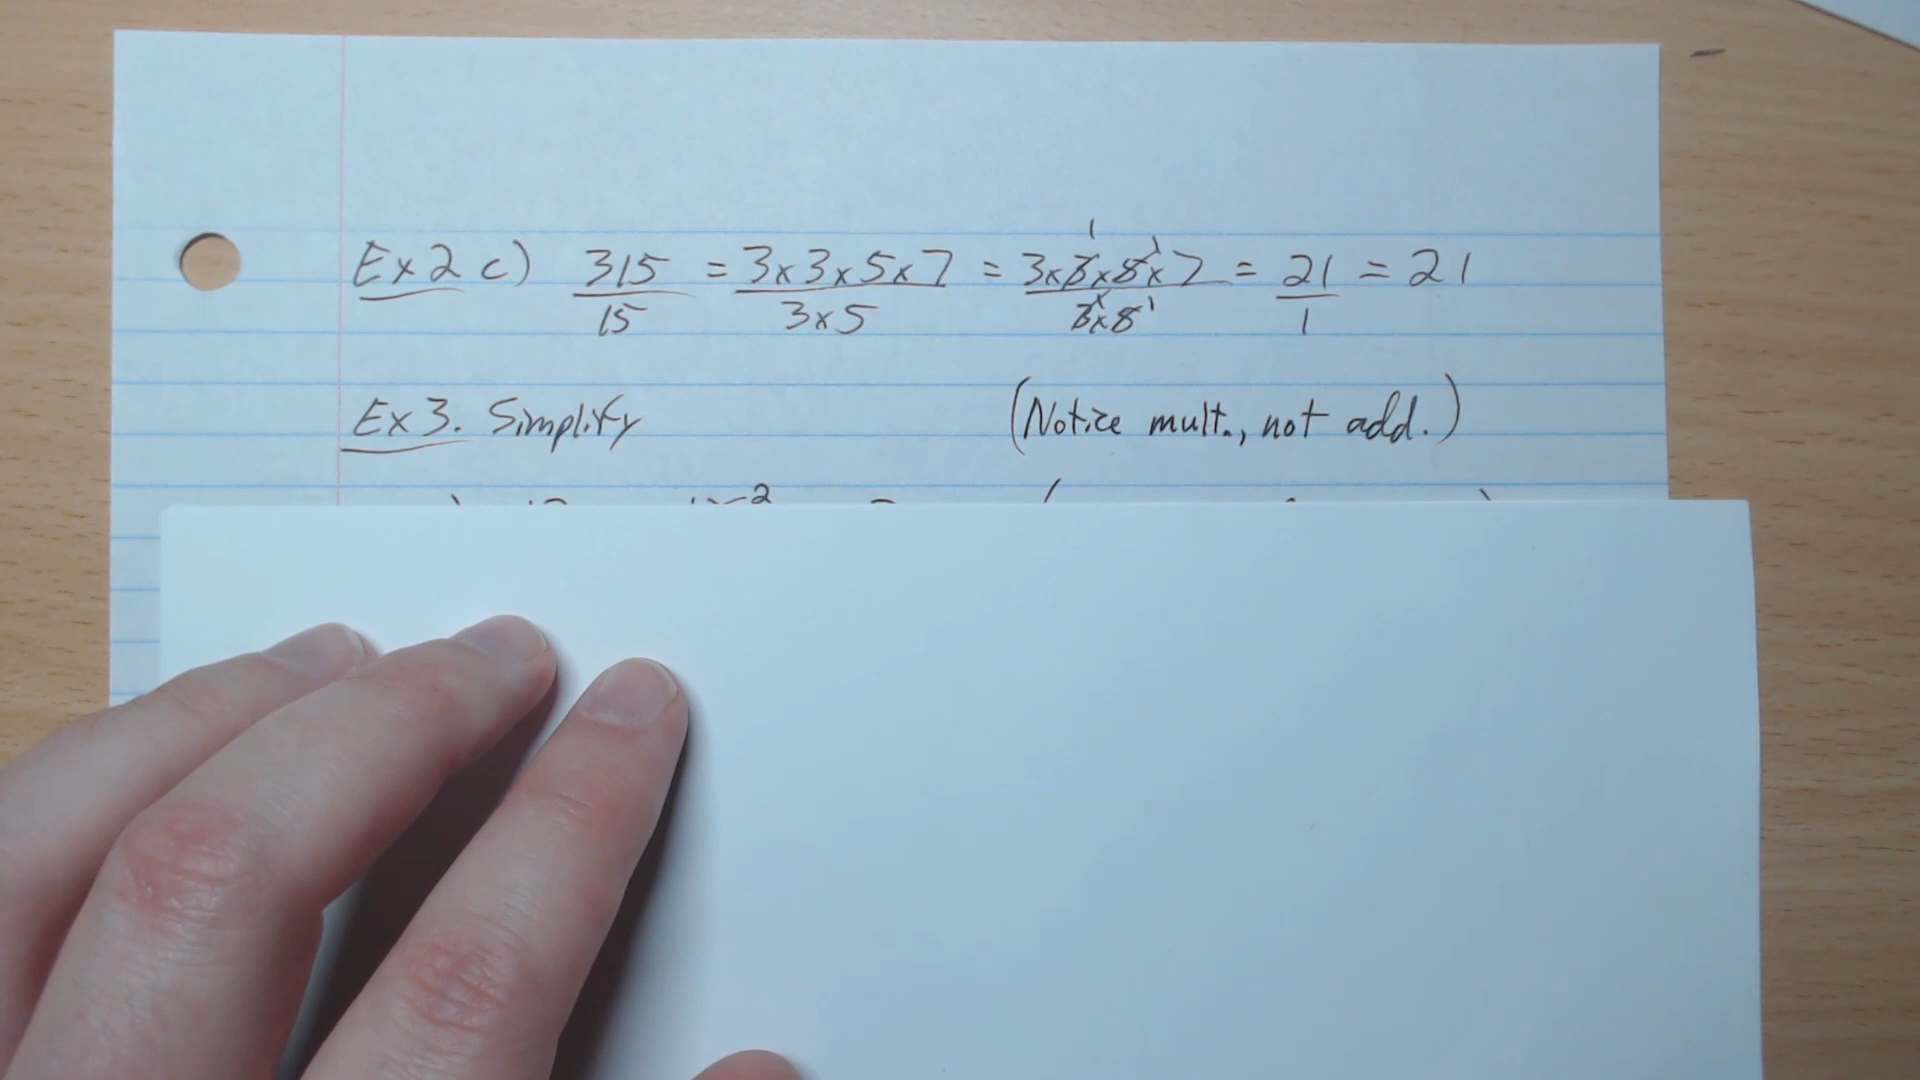 Ex 2 c) 315/15 = 3x3x5x7/3x5 = 3x3x5x7/3x5 = 21/1 = 21
Ex 3. Simplify (Notice mult., not add.)